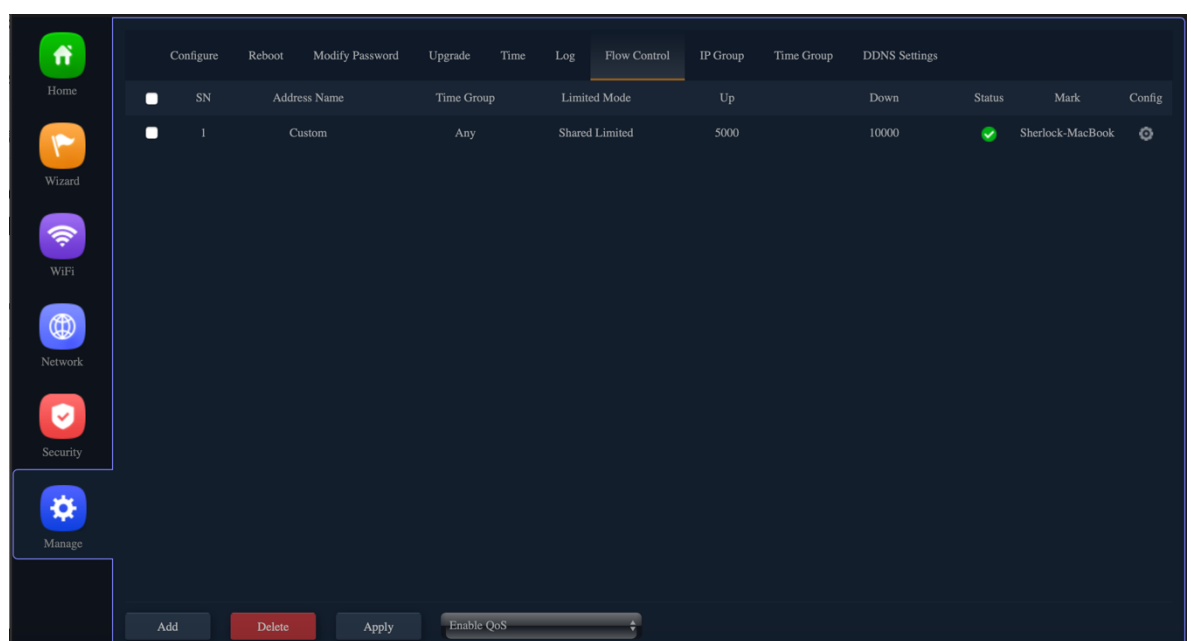 Configure Reboot Modify Password Upgrade Time Log Flow Control IP Group Time Group DDNS Settings
Home
SN Address Name Time Group Limited Mode Up Down Status Mark Config
1 Custom Any Shared Limited 5000 10000 Sherlock-MacBook
Wizard
WiFi
Network
Security
Manage
Add Delete Apply Enable QoS